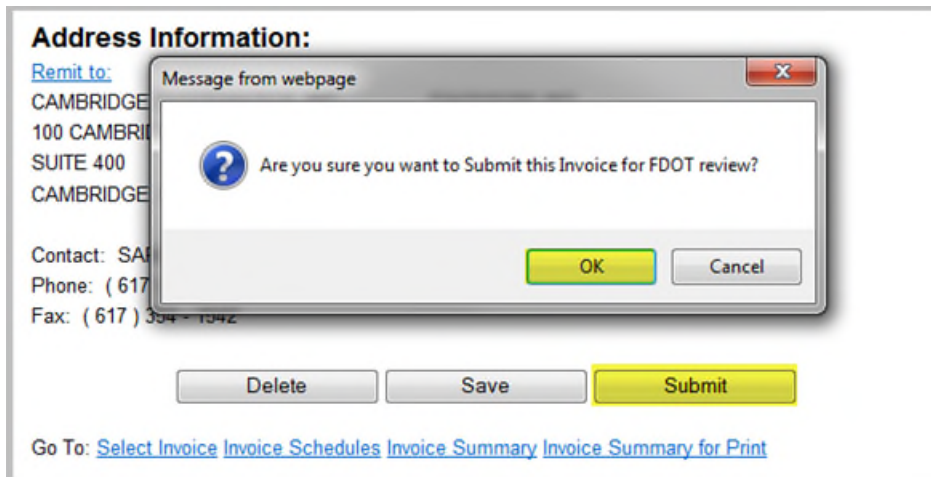 Address Information:
Remit to:
Message from webpage
CAMBRIDGE
100
SUITE 400
CAMBRIDGE
Are you sure you want to Submit this Invoice for FDOT review?
OK Cancel
Contact:
Phone: ( 617
Fax: ( 617 ) 354 - 1542
Delete Save Submit
Go To: Select Invoice Invoice Schedules Invoice Summary Invoice Summary for Print